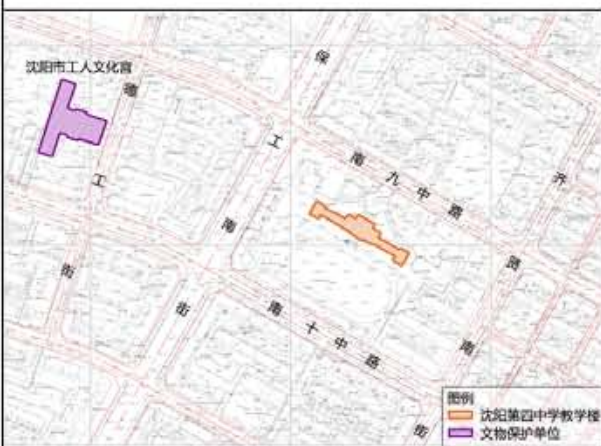 沈阳市工人文化宫
德工街
保工南街
南九中路
南十中路
齐贤南街
图例
沈阳第四中学教学楼
文物保护单位